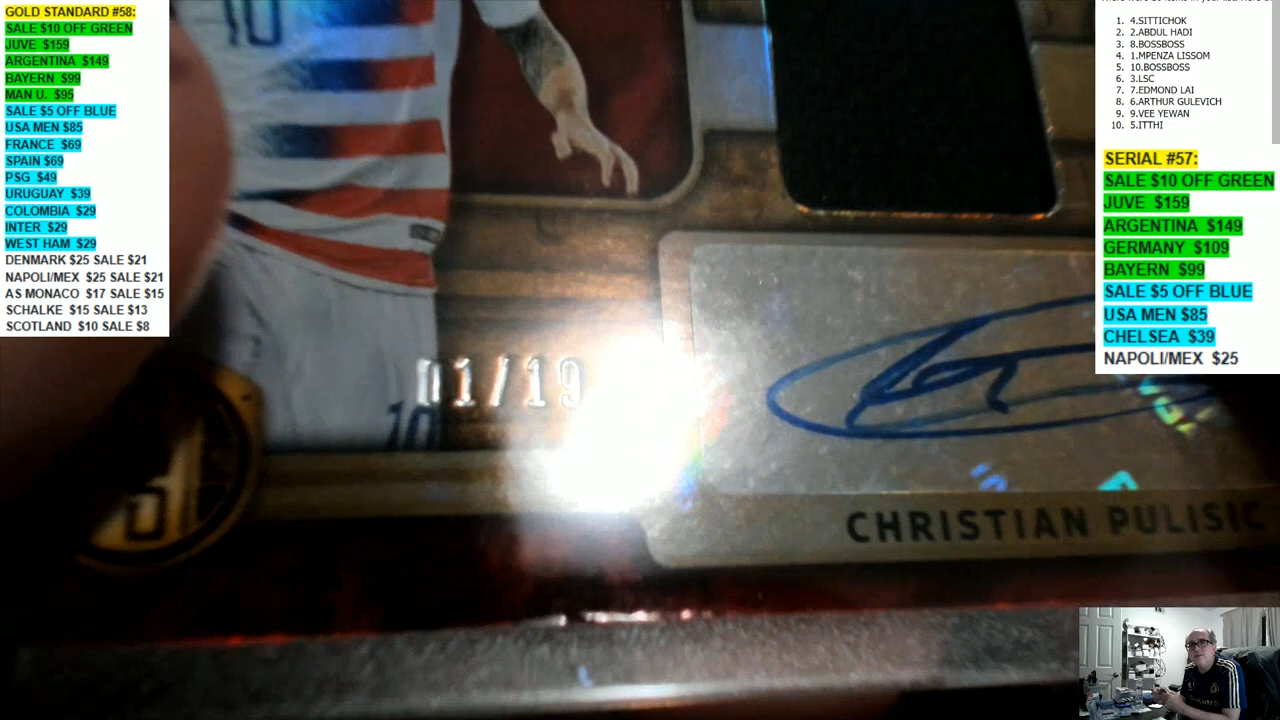 GOLD STANDARD #58:
SALE $10 OFF GREEN
JUVE $159
ARGENTINA $149
BAYERN $99
MAN U. $95
SALE $5 OFF BLUE
USA MEN $85
FRANCE $69
SPAIN $69
PSG $49
URUGUAY $39
COLOMBIA $29
INTER $29
WEST HAM $29
DENMARK $25 SALE $21
NAPOLI/MEX $25 SALE $21
AS MONACO $17 SALE $15
SCHALKE $15 SALE $13
SCOTLAND $10 SALE $8
1. 4.SITTICHOK
2. 2.ABDUL HADI
3. 8.BOSSBOSS
4. 1.MPENZA LISSOM
5. 10.BOSSBOSS
6. 3.LSC
7. 7.EDMOND LAI
8. 6.ARTHUR GULEVICH
9. 9.VEE YEWAN
10. 5.ITTHI
SERIAL #57:
SALE $10 OFF GREEN
JUVE $159
ARGENTINA $149
GERMANY $109
BAYERN $99
SALE $5 OFF BLUE
USA MEN $85
CHELSEA $39
NAPOLI/MEX $25
10
01/19
10
CHRISTIAN PULISIC